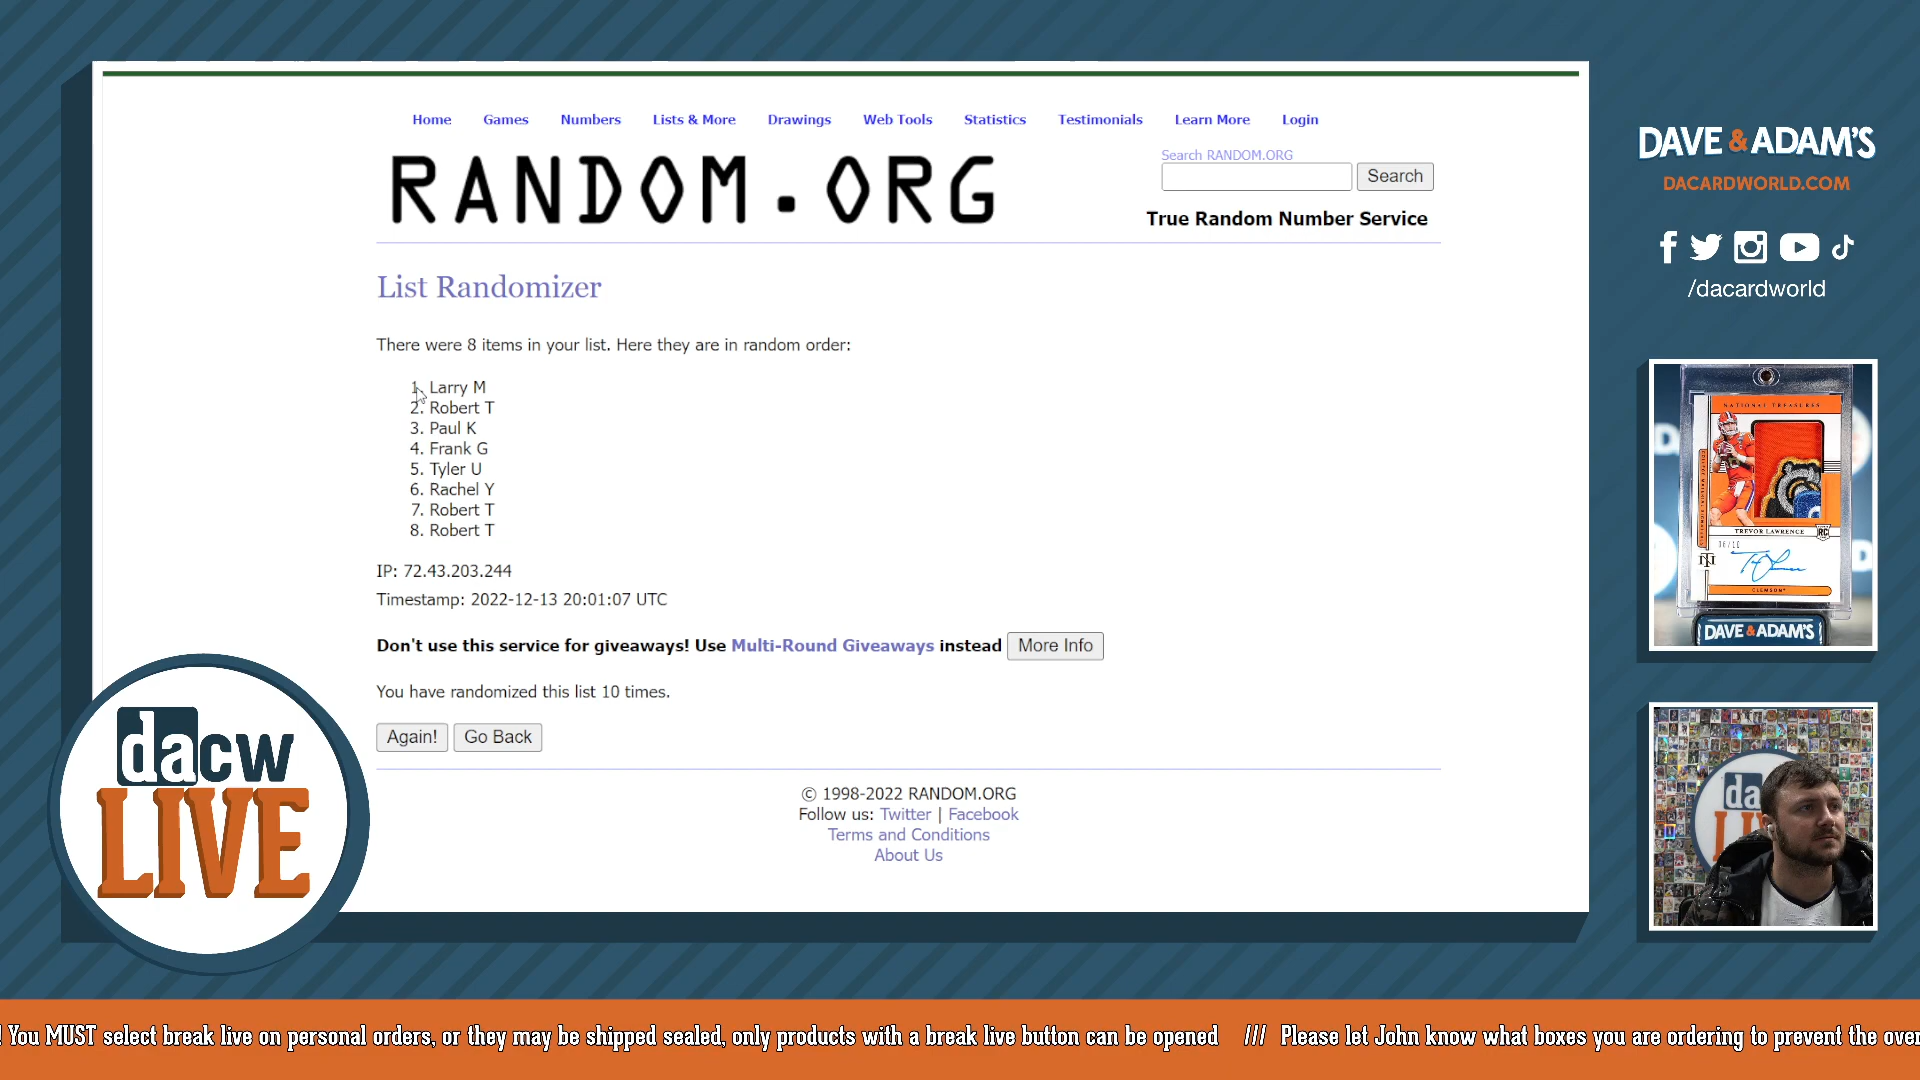 Home Games Numbers Lists & More Drawings Web Tools Statistics Testimonials Learn More Login
RANDOM.ORG
Search RANDOM.ORG
Search
True Random Number Service
List Randomizer
There were 8 items in your list. Here they are in random order:
1. Larry M
2. Robert T
3. Paul K
4. Frank G
5. Tyler U
6. Rachel Y
7. Robert T
8. Robert T
IP: 72.43.203.244
Timestamp: 2022-12-13 20:01:07 UTC
Don't use this service for giveaways! Use Multi-Round Giveaways instead More Info
You have randomized this list 10 times.
Again! Go Back
© 1998-2022 RANDOM.ORG
Follow us: Twitter | Facebook
Terms and Conditions
About Us
dacw
LIVE
DAVE & ADAM'S
DACARDWORLD.COM
/dacardworld
NATIONAL TREASURES
TREVOR LAWRENCE
RC
CLEMSON
DAVE & ADAM'S
da
! You MUST select break live on personal orders, or they may be shipped sealed, only products with a break live button can be opened /// Please let John know what boxes you are ordering to prevent the over